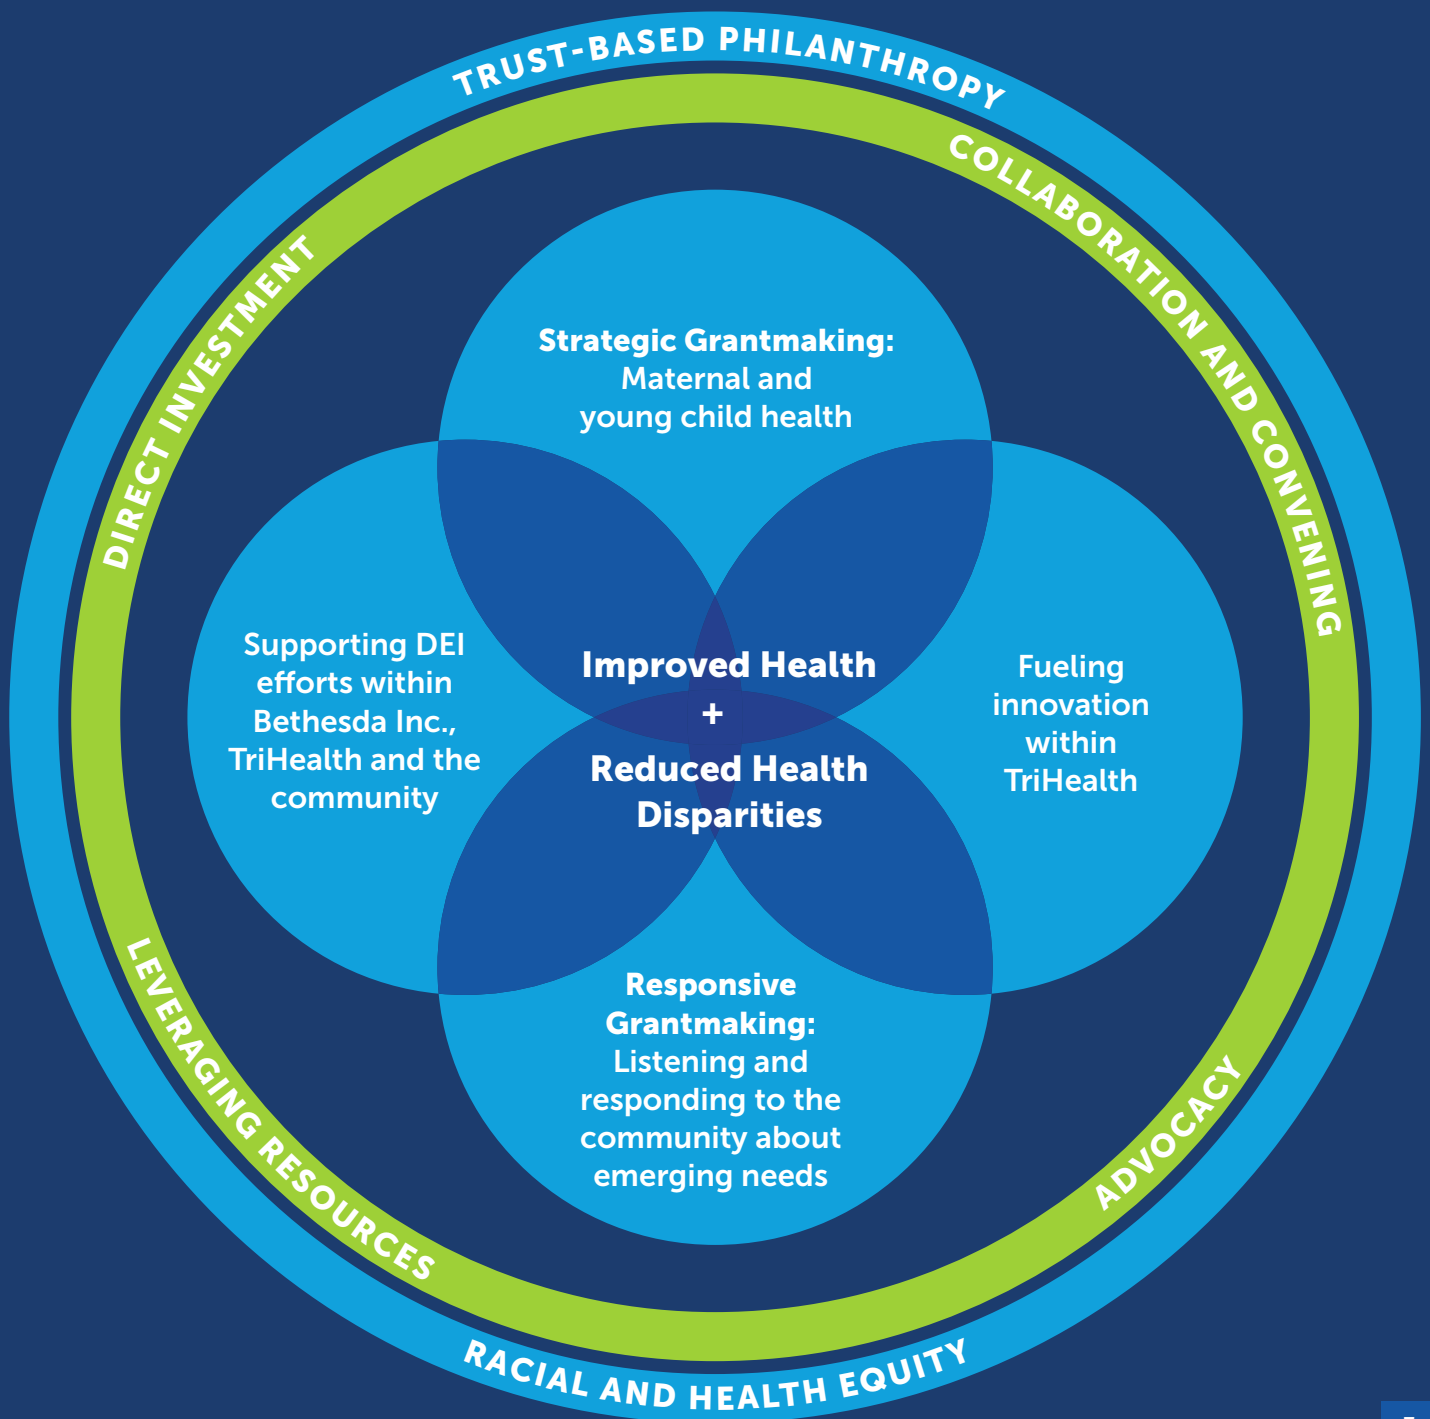 TRUST-BASED PHILANTHROPY
COLLABORATION AND CONVENING
DIRECT INVESTMENT
Strategic Grantmaking:
Maternal and
young child health
Supporting DEI
efforts within
Bethesda Inc.,
TriHealth and the
community
Improved Health
+
Reduced Health
Disparities
Fueling
innovation
within
TriHealth
Responsive
Grantmaking:
Listening and
responding to the
community about
emerging needs
LEVERAGING RESOURCES
ADVOCACY
RACIAL AND HEALTH EQUITY